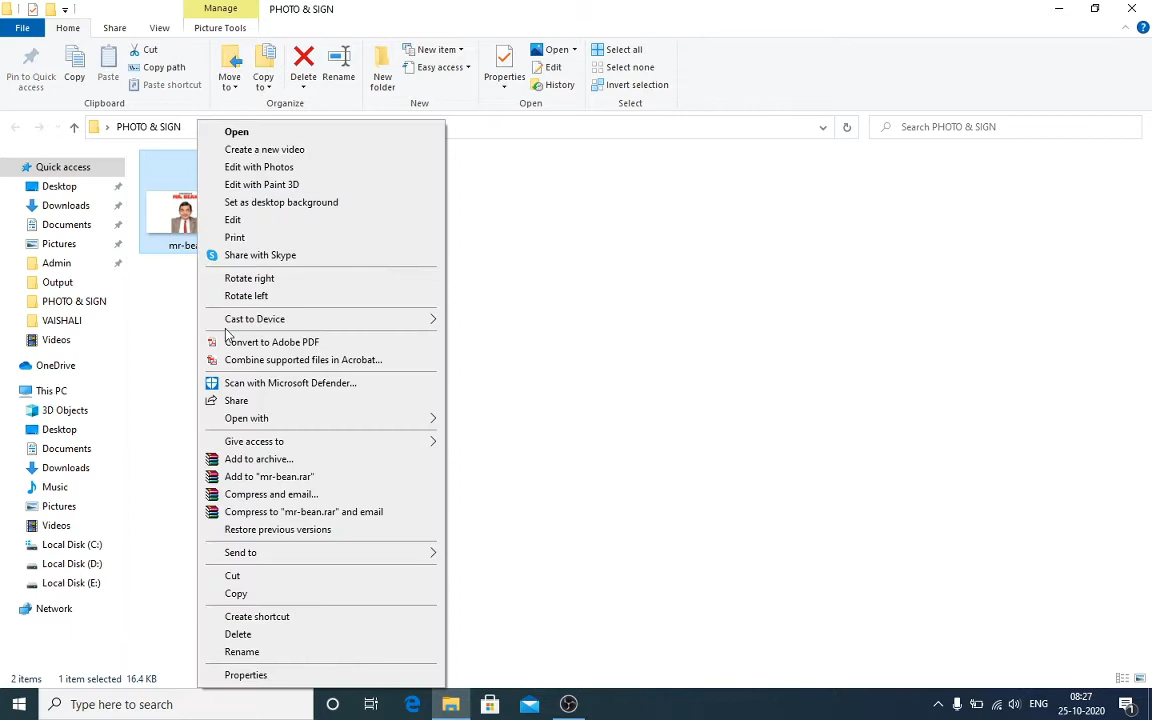 Manage
PHOTO & SIGN
File
Home
Share
View
Picture Tools
Pin to Quick access
Copy
Paste
Cut
Copy path
Paste shortcut
Clipboard
Move to
Copy to
Delete
Rename
Organize
New folder
New item
Easy access
New
Properties
Open
Edit
History
Open
Select all
Select none
Invert selection
Select
PHOTO & SIGN
Search PHOTO & SIGN
Quick access
Desktop
Downloads
Documents
Pictures
Admin
Output
PHOTO & SIGN
VAISHALI
Videos
OneDrive
This PC
3D Objects
Desktop
Documents
Downloads
Music
Pictures
Videos
Local Disk (C:)
Local Disk (D:)
Local Disk (E:)
Network
MR. BEAN
mr-bea
Open
Create a new video
Edit with Photos
Edit with Paint 3D
Set as desktop background
Edit
Print
Share with Skype
Rotate right
Rotate left
Cast to Device
Convert to Adobe PDF
Combine supported files in Acrobat...
Scan with Microsoft Defender...
Share
Open with
Give access to
Add to archive...
Add to "mr-bean.rar"
Compress and email...
Compress to "mr-bean.rar" and email
Restore previous versions
Send to
Cut
Copy
Create shortcut
Delete
Rename
Properties
2 items
1 item selected 16.4 KB
Type here to search
ENG
08:27
25-10-2020
1